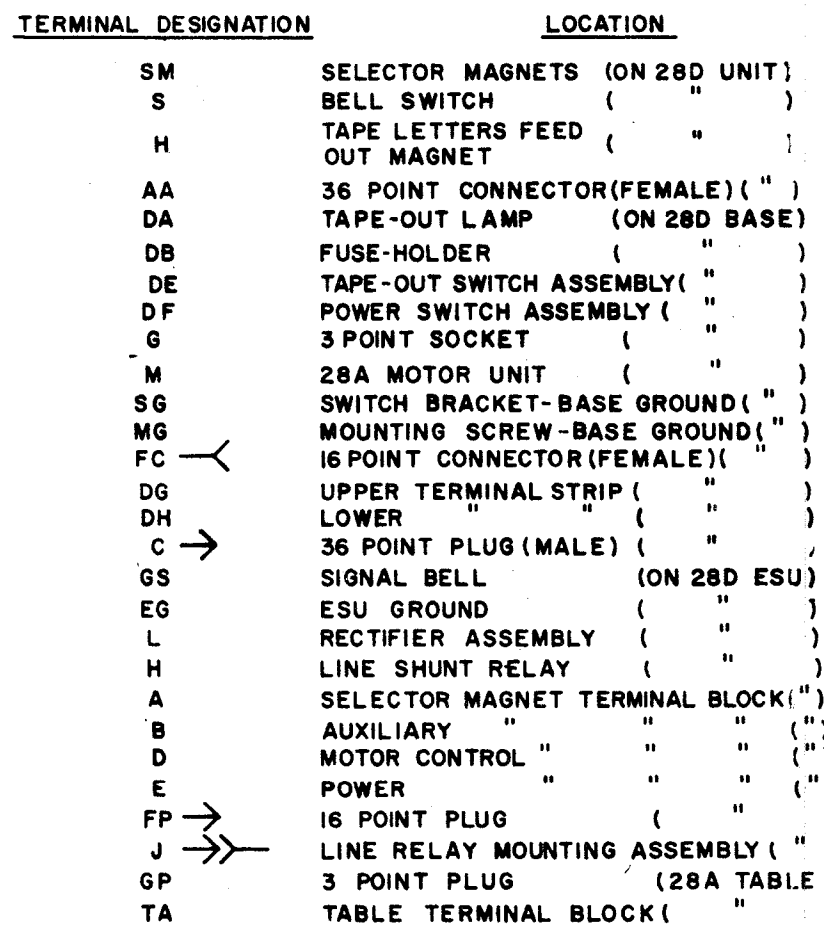 TERMINAL DESIGNATION LOCATION
SM SELECTOR MAGNETS (ON 28D UNIT)
S BELL SWITCH ( " )
H TAPE LETTERS FEED OUT MAGNET ( " )
AA 36 POINT CONNECTOR(FEMALE)( " )
DA TAPE-OUT LAMP (ON 28D BASE)
DB FUSE-HOLDER ( " )
DE TAPE-OUT SWITCH ASSEMBLY( " )
DF POWER SWITCH ASSEMBLY ( " )
G 3 POINT SOCKET ( " )
M 28A MOTOR UNIT ( " )
SG SWITCH BRACKET-BASE GROUND( " )
MG MOUNTING SCREW-BASE GROUND( " )
FC 16 POINT CONNECTOR(FEMALE)( " )
DG UPPER TERMINAL STRIP ( " )
DH LOWER " " ( " )
C 36 POINT PLUG (MALE) ( "
GS SIGNAL BELL (ON 28D ESU)
EG ESU GROUND ( " )
L RECTIFIER ASSEMBLY ( " )
H LINE SHUNT RELAY ( " )
A SELECTOR MAGNET TERMINAL BLOCK(")
B AUXILIARY " " " (")
D MOTOR CONTROL " " " ("
E POWER " " " ("
FP 16 POINT PLUG ( "
J LINE RELAY MOUNTING ASSEMBLY ( "
GP 3 POINT PLUG (28A TABLE
TA TABLE TERMINAL BLOCK( "